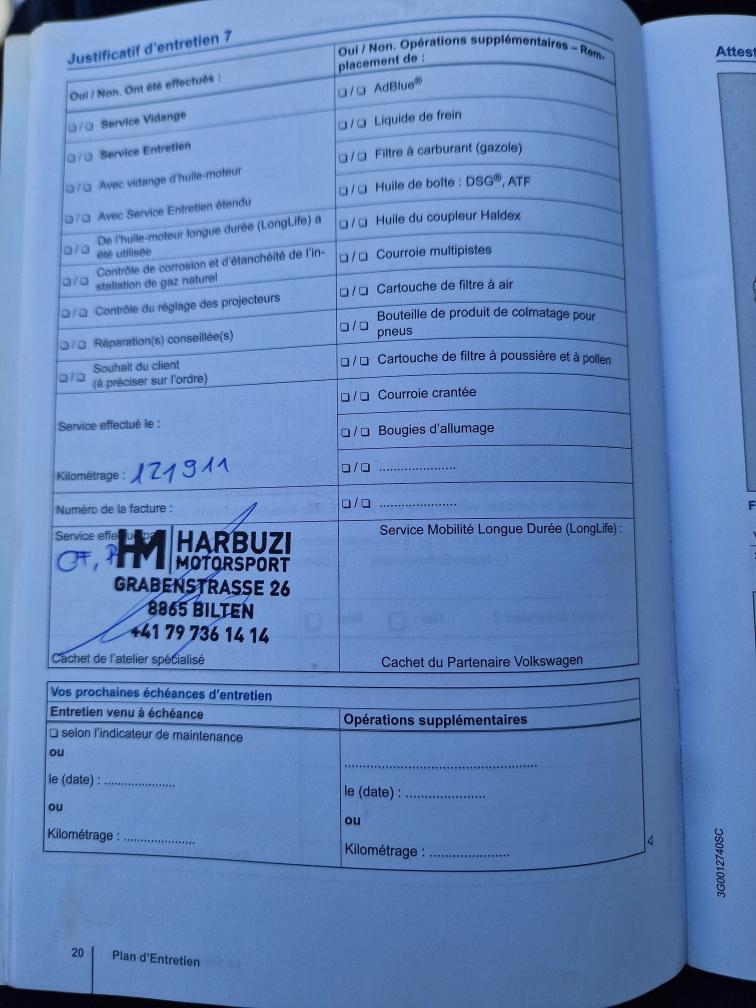 Justificatif d'entretien 7
Oui / Non. Ont été effectués :
❑ / ❑ Service Vidange
❑ / ❑ Service Entretien
❑ / ❑ Avec vidange d'huile-moteur
❑ / ❑ Avec Service Entretien étendu
❑ / ❑ De l'huile-moteur longue durée (LongLife) a
été utilisée
❑ / ❑ Contrôle de corrosion et d'étanchéité de l'in-
stallation de gaz naturel
❑ / ❑ Contrôle du réglage des projecteurs
❑ / ❑ Réparation(s) conseillée(s)
❑ / ❑ Souhait du client
(à préciser sur l'ordre)
Service effectué le :
Kilométrage : 121911
Numéro de la facture :
Service effectué
HM HARBUZI
MOTORSPORT
GRABENSTRASSE 26
8865 BILTEN
+41 79 736 14 14
Cachet de l'atelier spécialisé
Oui / Non. Opérations supplémentaires – Rem-
placement de :
❑ / ❑ AdBlue®
❑ / ❑ Liquide de frein
❑ / ❑ Filtre à carburant (gazole)
❑ / ❑ Huile de boîte : DSG®, ATF
❑ / ❑ Huile du coupleur Haldex
❑ / ❑ Courroie multipistes
❑ / ❑ Cartouche de filtre à air
❑ / ❑ Bouteille de produit de colmatage pour
pneus
❑ / ❑ Cartouche de filtre à poussière et à pollen
❑ / ❑ Courroie crantée
❑ / ❑ Bougies d'allumage
❑ / ❑ .....................
❑ / ❑ .....................
Service Mobilité Longue Durée (LongLife) :
Cachet du Partenaire Volkswagen
Vos prochaines échéances d'entretien
Entretien venu à échéance
❑ selon l'indicateur de maintenance
ou
le (date) : ...................
ou
Kilométrage : ...................
Opérations supplémentaires
.....................................................
le (date) : ......................
ou
Kilométrage : ......................
20 Plan d'Entretien
Attest
3G0012740SC